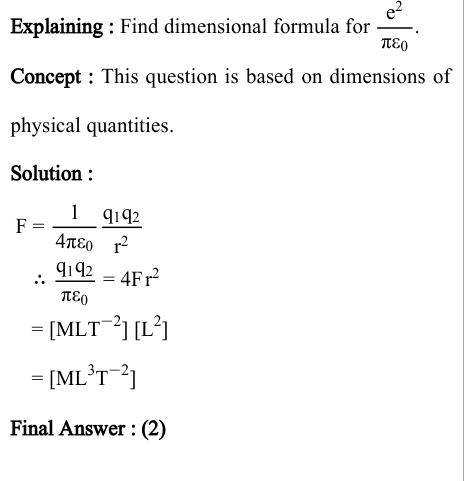 Explaining : Find dimensional formula for e²/πε₀.
Concept : This question is based on dimensions of
physical quantities.
Solution :
F = 1/4πε₀ q₁q₂/r²
∴ q₁q₂/πε₀ = 4Fr²
= [MLT⁻²] [L²]
= [ML³T⁻²]
Final Answer : (2)